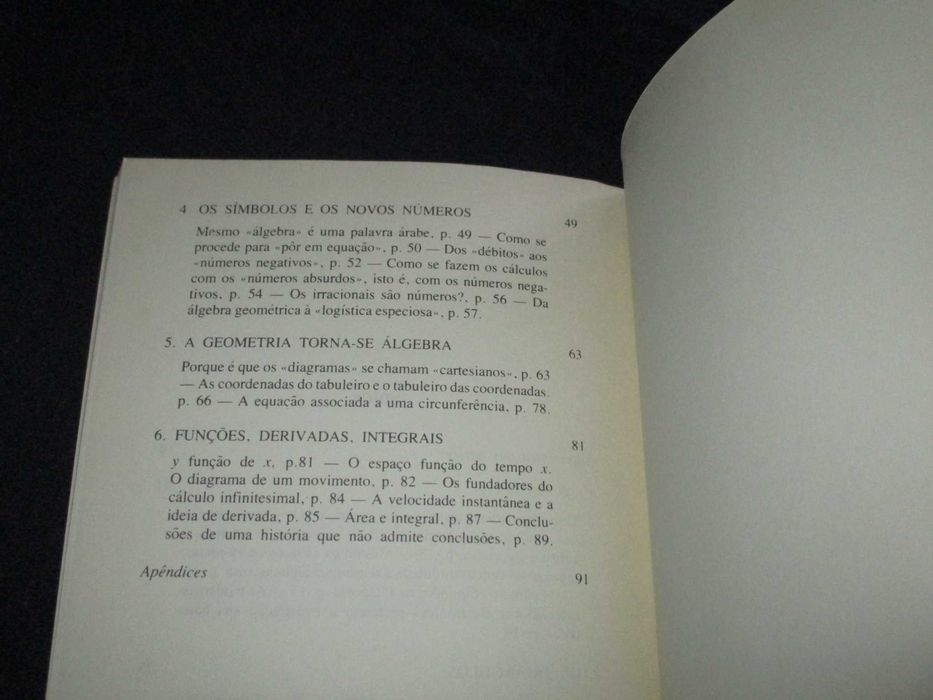 4 OS SÍMBOLOS E OS NOVOS NÚMEROS 49
Mesmo «álgebra» é uma palavra árabe, p. 49 — Como se
procede para «pôr em equação», p. 50 — Dos «débitos» aos
«números negativos», p. 52 — Como se fazem os cálculos
com os «números absurdos», isto é, com os números nega-
tivos, p. 54 — Os irracionais são números?, p. 56 — Da
álgebra geométrica à «logística especiosa», p. 57.
5. A GEOMETRIA TORNA-SE ÁLGEBRA 63
Porque é que os «diagramas» se chamam «cartesianos», p. 63
— As coordenadas do tabuleiro e o tabuleiro das coordenadas.
p. 66 — A equação associada a uma circunferência, p. 78.
6. FUNÇÕES, DERIVADAS, INTEGRAIS 81
y função de x, p.81 — O espaço função do tempo x.
O diagrama de um movimento, p. 82 — Os fundadores do
cálculo infinitesimal, p. 84 — A velocidade instantânea e a
ideia de derivada, p. 85 — Área e integral, p. 87 — Conclu-
sões de uma história que não admite conclusões, p. 89.
Apêndices 91